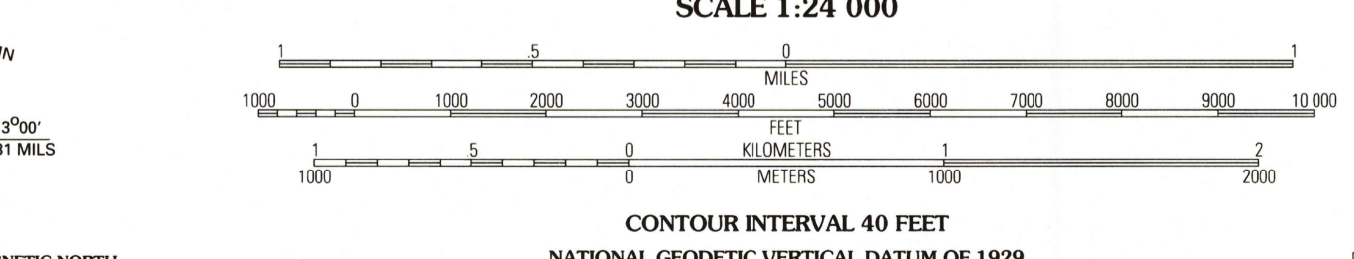 SCALE 1:24 000
1 .5 0 1
MILES
1000 0 1000 2000 3000 4000 5000 6000 7000 8000 9000 10 000
FEET
3°00'
31 MILS
1 .5 0 KILOMETERS 1 2
1000 0 METERS 1000 2000
CONTOUR INTERVAL 40 FEET
NATIONAL GEODETIC VERTICAL DATUM OF 1929
NORTH